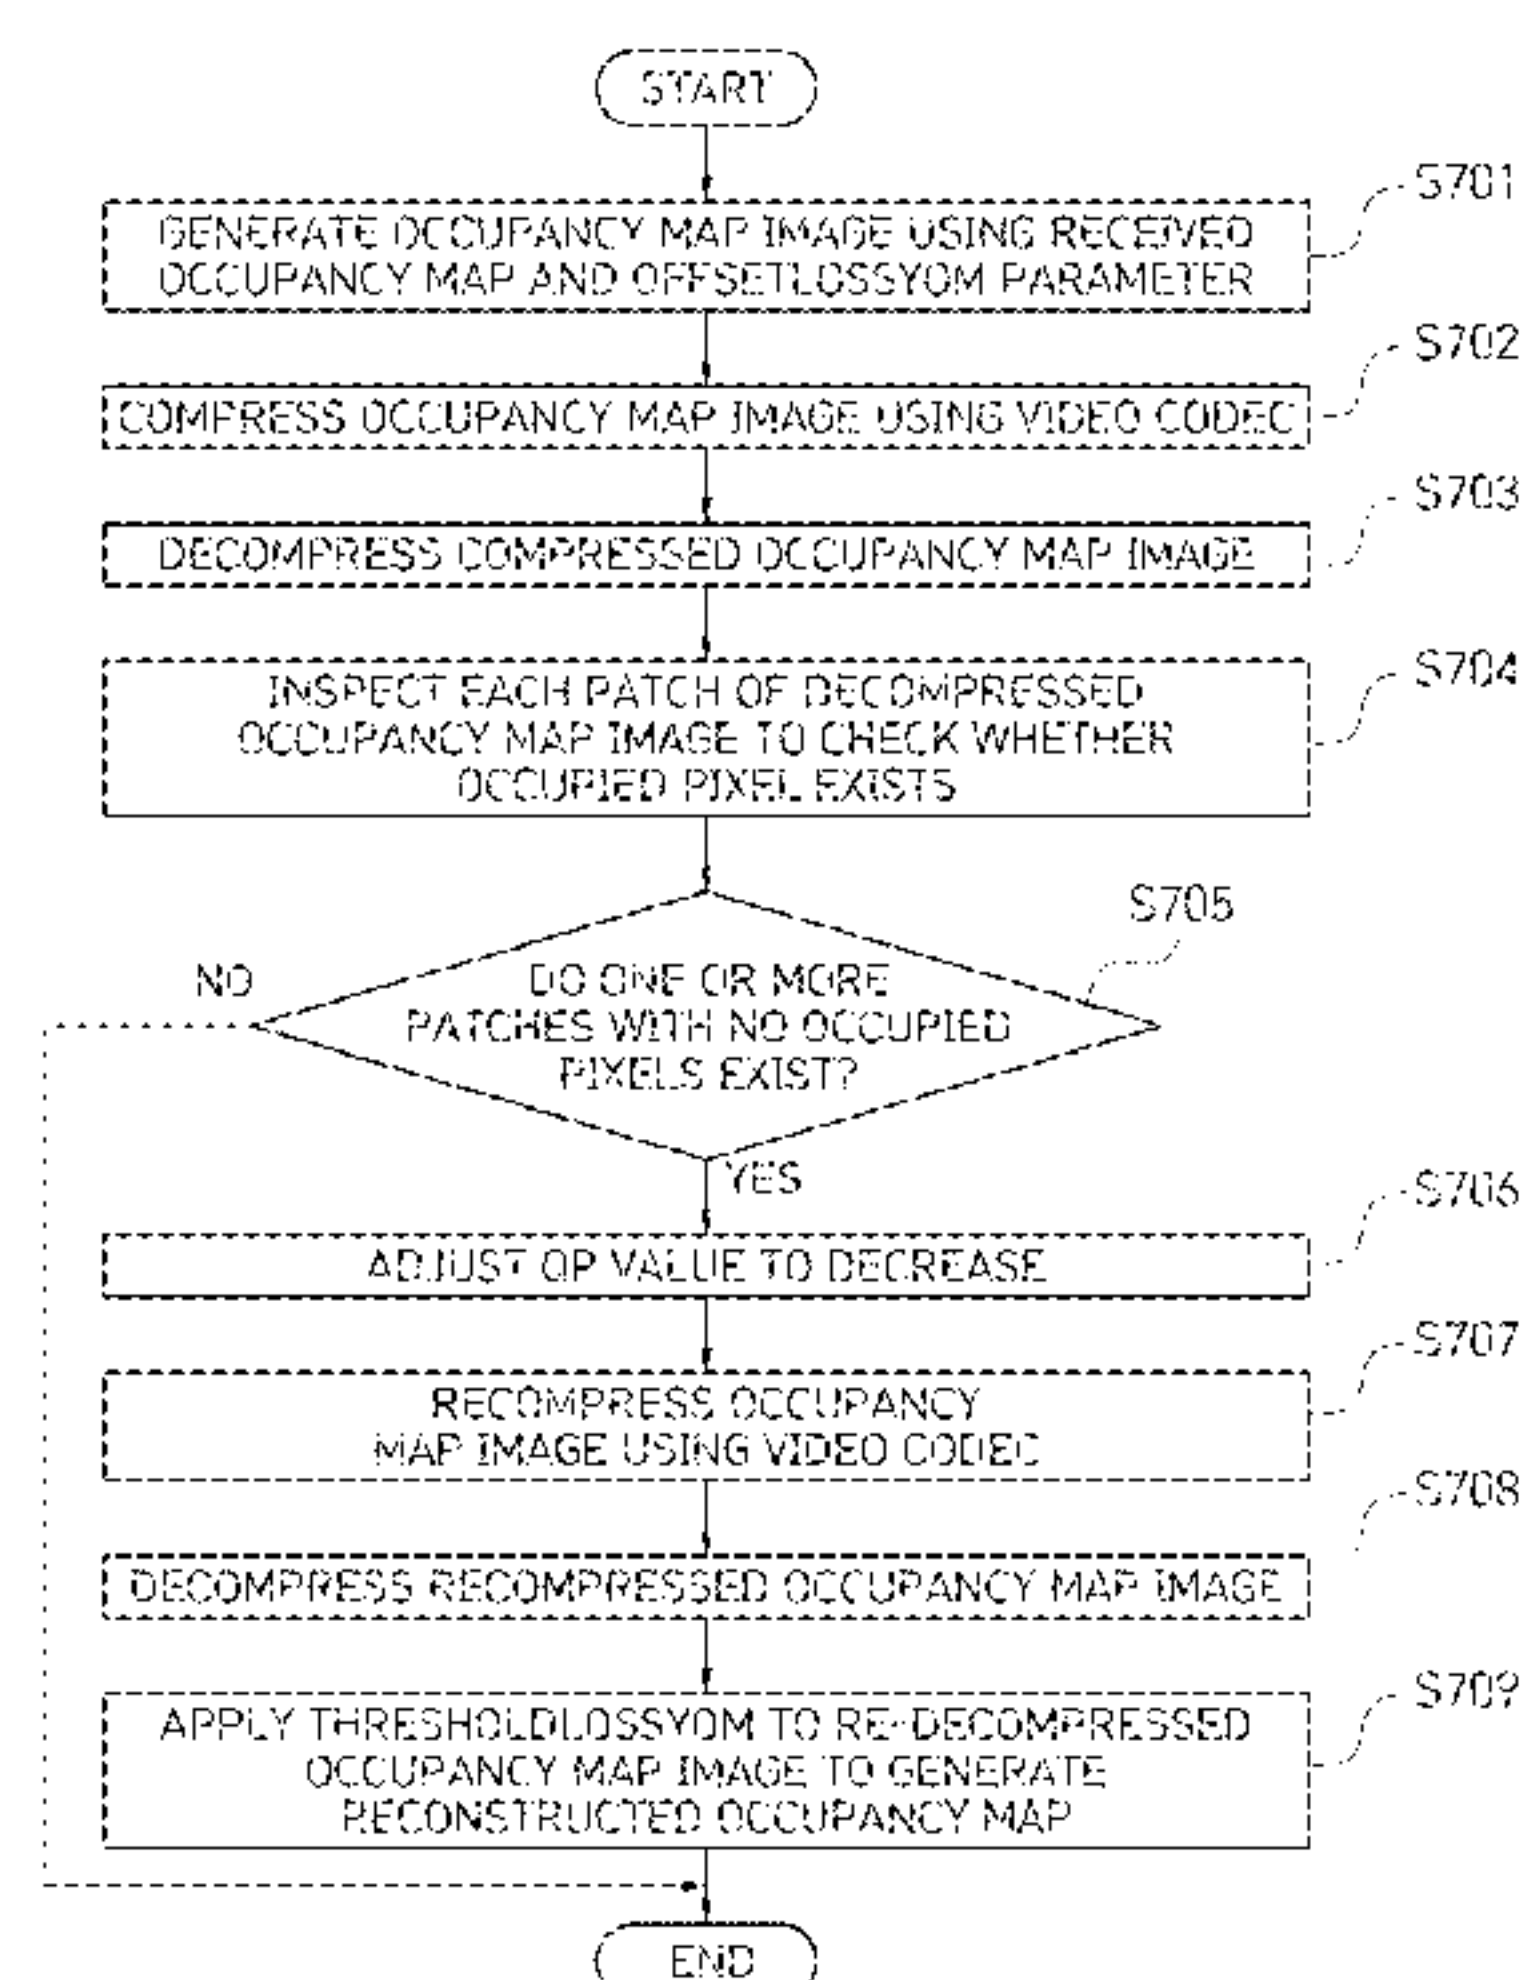 START
S701
GENERATE OCCUPANCY MAP IMAGE USING RECEIVED
OCCUPANCY MAP AND OFFSETLOSSYOM PARAMETER
S702
COMPRESS OCCUPANCY MAP IMAGE USING VIDEO CODEC
S703
DECOMPRESS COMPRESSED OCCUPANCY MAP IMAGE
S704
INSPECT EACH PATCH OF DECOMPRESSED
OCCUPANCY MAP IMAGE TO CHECK WHETHER
OCCUPIED PIXEL EXISTS
S705
NO
DO ONE OR MORE
PATCHES WITH NO OCCUPIED
PIXELS EXIST?
YES
S706
ADJUST QP VALUE TO DECREASE
S707
RECOMPRESS OCCUPANCY
MAP IMAGE USING VIDEO CODEC
S708
DECOMPRESS RECOMPRESSED OCCUPANCY MAP IMAGE
S709
APPLY THRESHOLDLOSSYOM TO RE-DECOMPRESSED
OCCUPANCY MAP IMAGE TO GENERATE
RECONSTRUCTED OCCUPANCY MAP
END